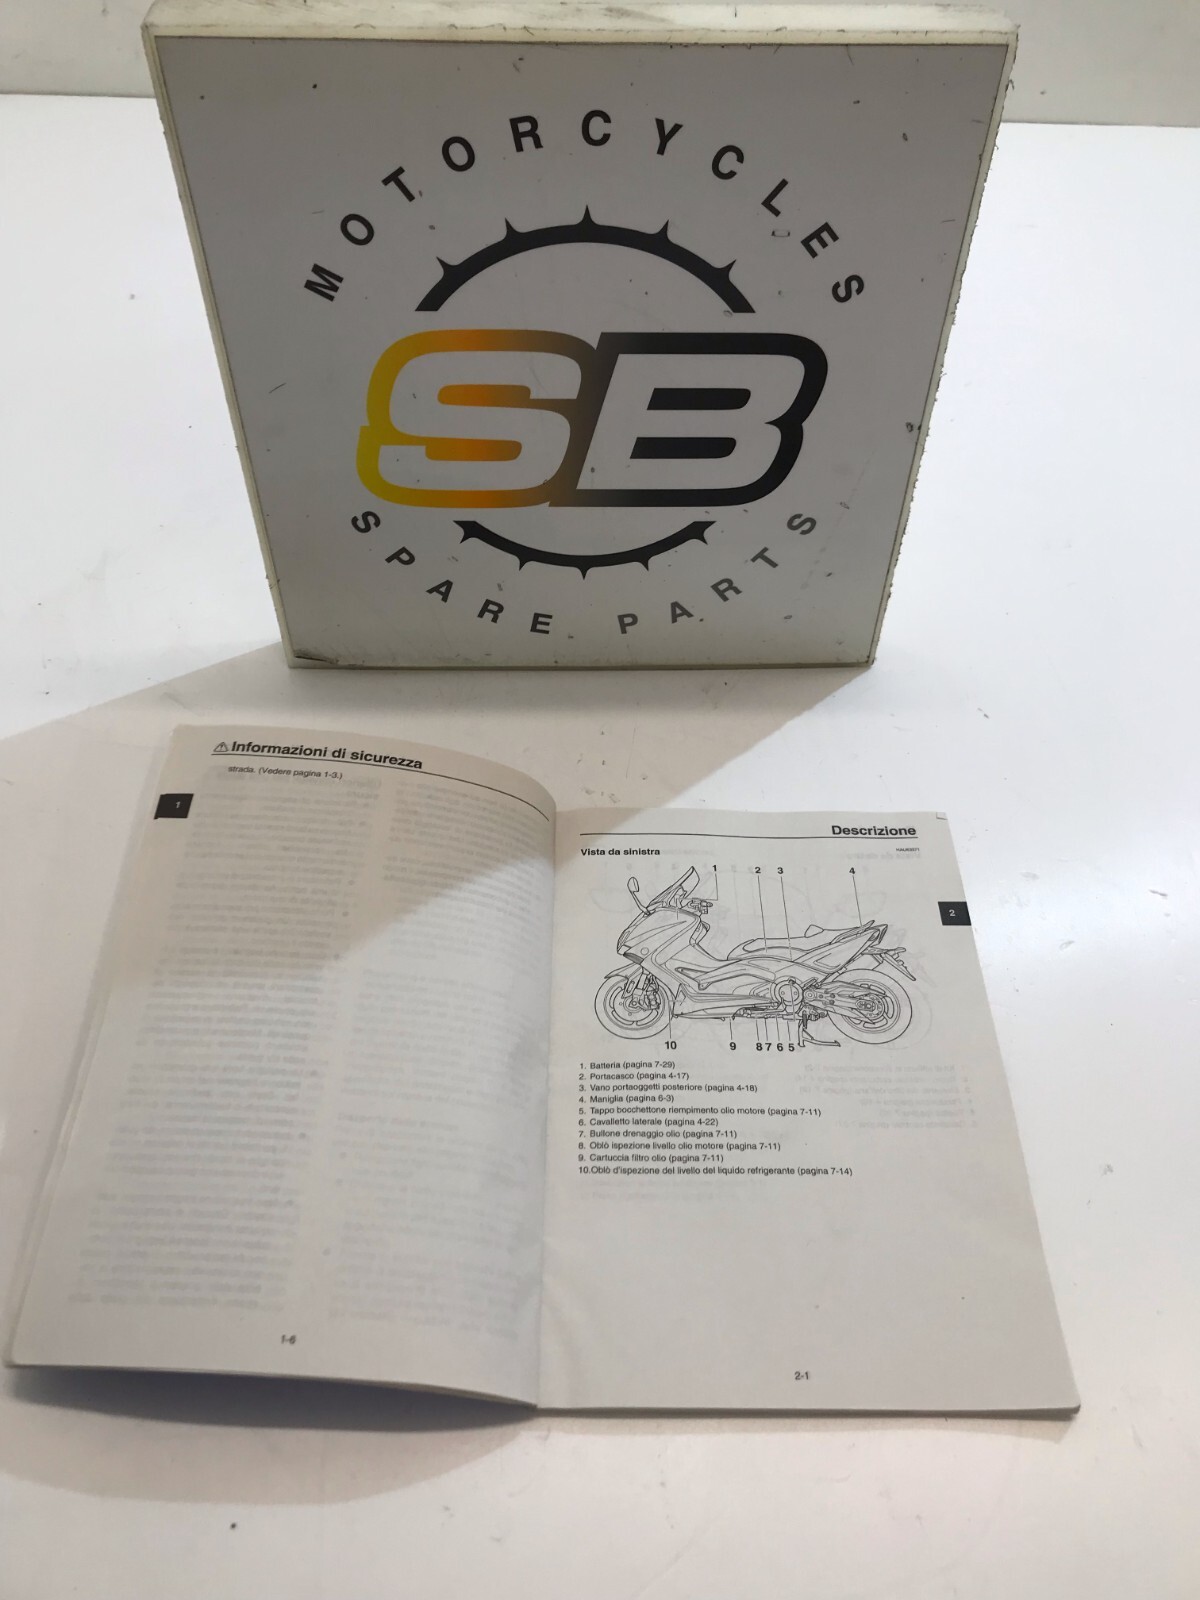 MOTORCYCLES
SB
SPARE PARTS
⚠Informazioni di sicurezza
strada. (Vedere pagina 1-3.)
1
1-6
Descrizione
Vista da sinistra
2
1 2 3 4
10 9 8 7 6 5
1. Batteria (pagina 7-29)
2. Portacasco (pagina 4-17)
3. Vano portaoggetti posteriore (pagina 4-18)
4. Maniglia (pagina 6-3)
5. Tappo bocchettone riempimento olio motore (pagina 7-11)
6. Cavalletto laterale (pagina 4-22)
7. Bullone drenaggio olio (pagina 7-11)
8. Oblò ispezione livello olio motore (pagina 7-11)
9. Cartuccia filtro olio (pagina 7-11)
10.Oblò d'ispezione del livello del liquido refrigerante (pagina 7-14)
2-1